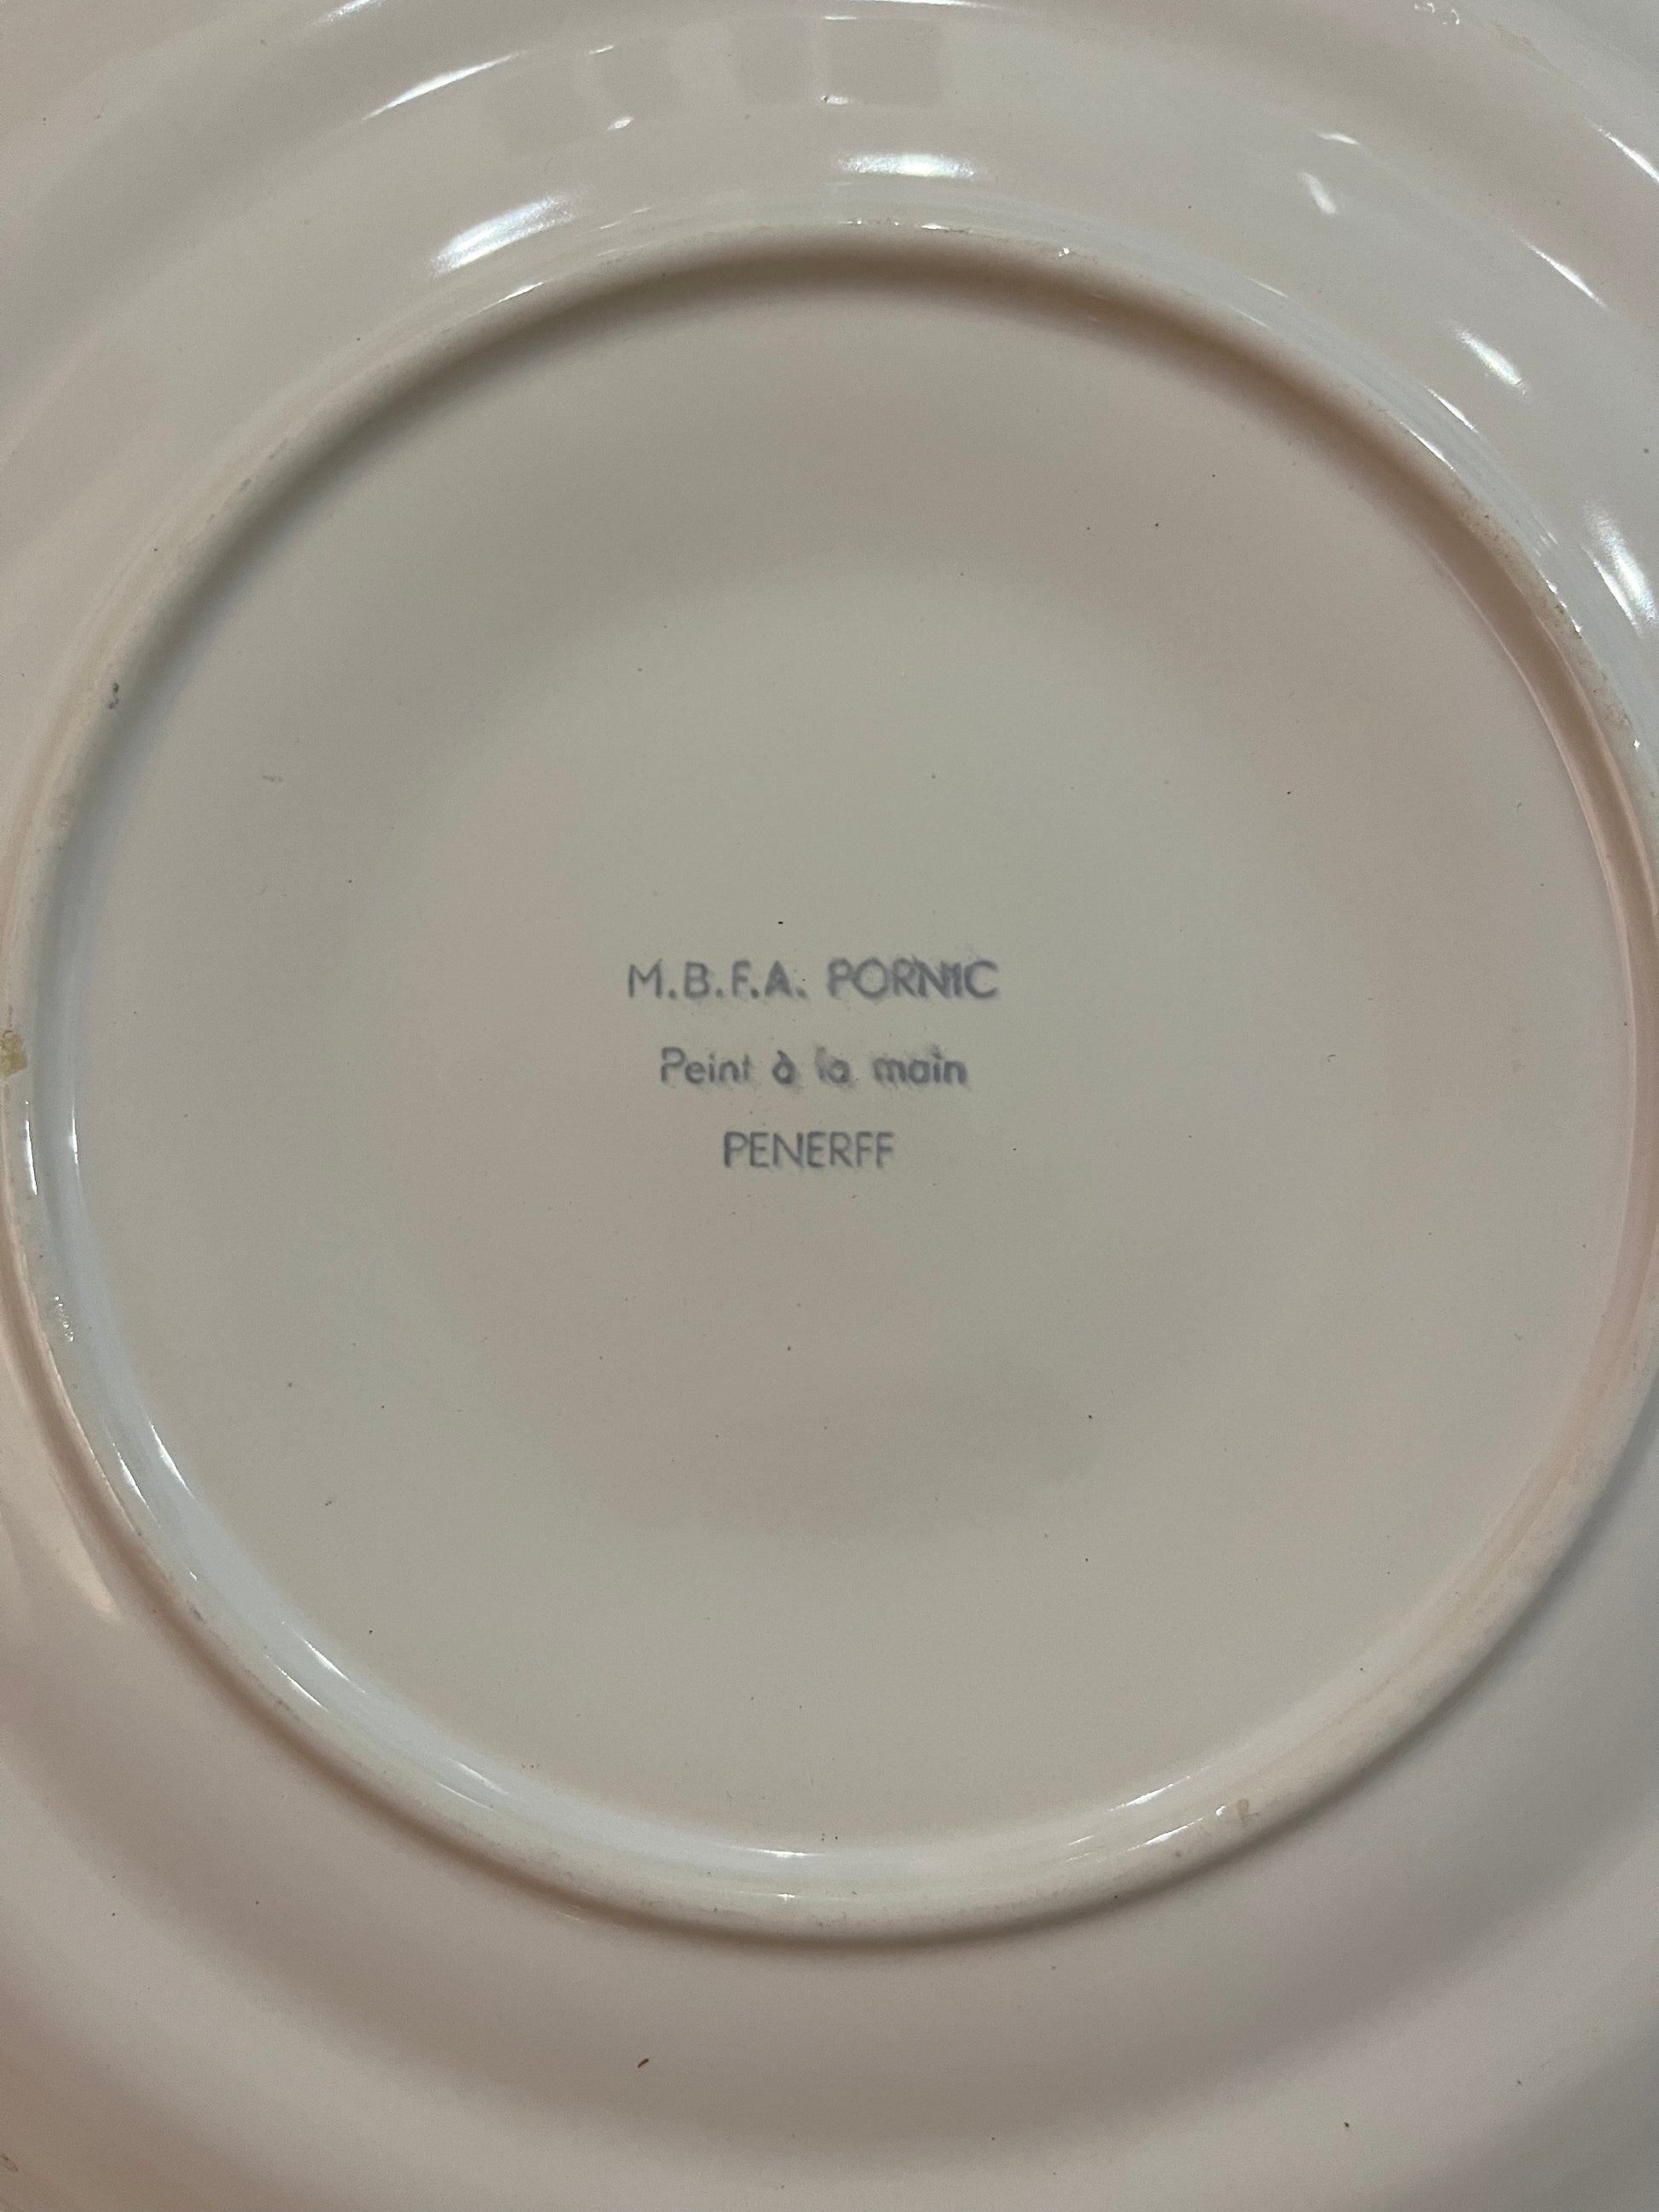 M.B.F.A. PORNIC
Peint à la main
PENERFF